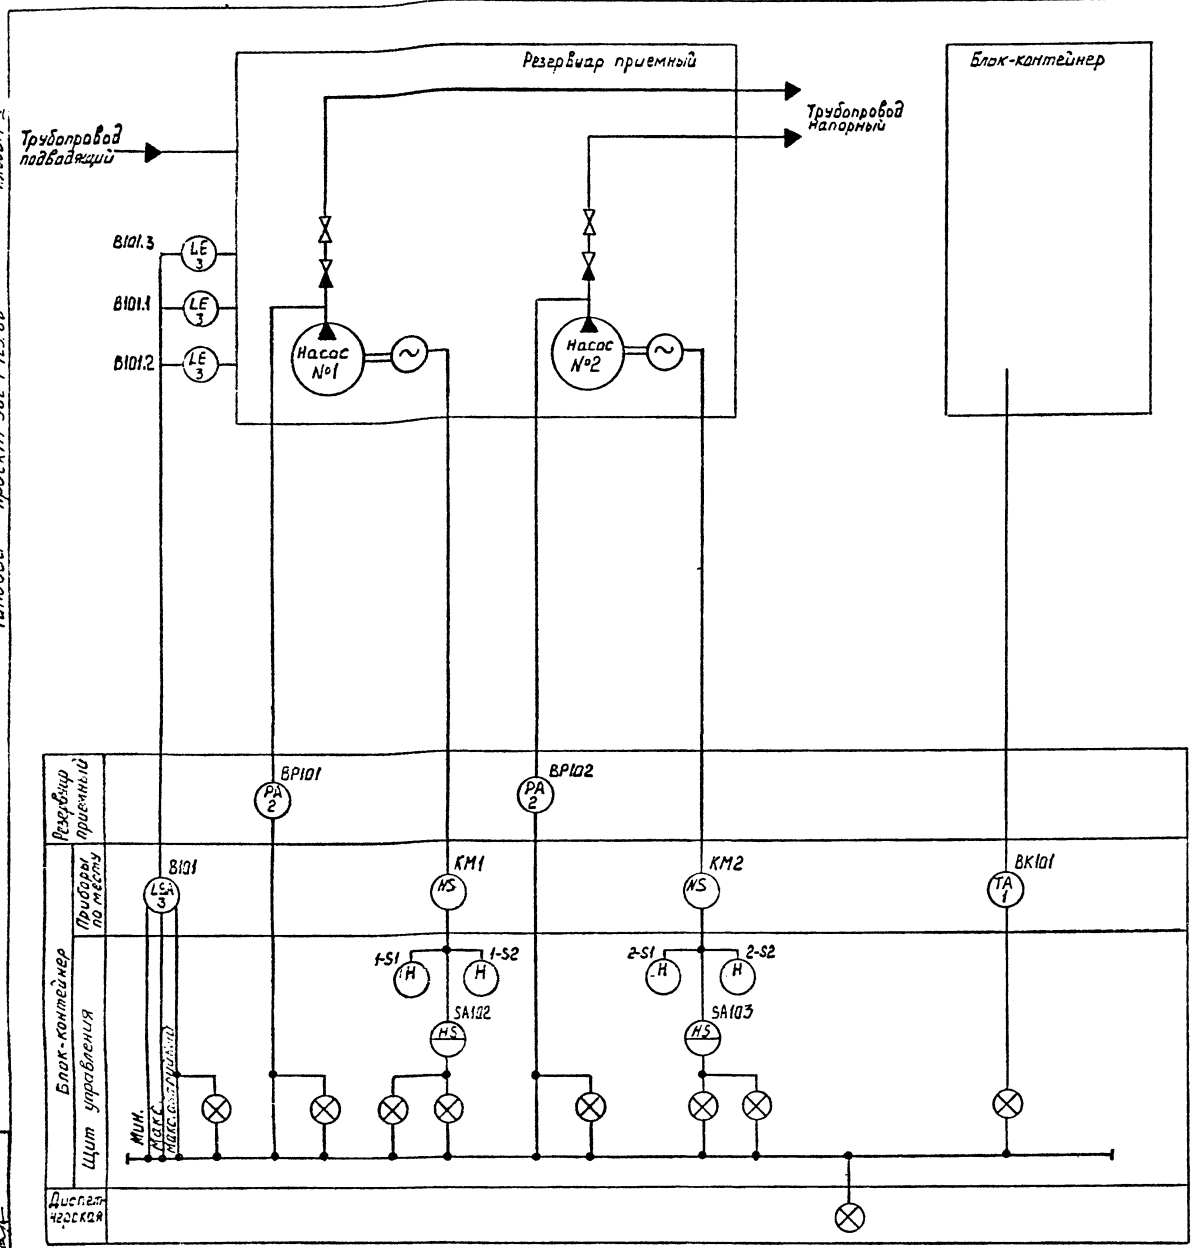 Резервуар приемный
Блок-контейнер
Трубопровод
подводящий
Трубопровод
напорный
B101.3
LE
3
B101.1
LE
3
B101.2
LE
3
Насос
№1
~
Насос
№2
~
Резервуар
приемный
BP101
PA
2
BP102
PA
2
Блок-контейнер
Приборы
по месту
B101
LSA
3
KM1
NS
KM2
NS
BK101
TA
1
Щит управления
1-S1
H
1-S2
H
2-S1
H
2-S2
H
SA102
HS
SA103
HS
Мин.
Макс.
Диспет-
черская